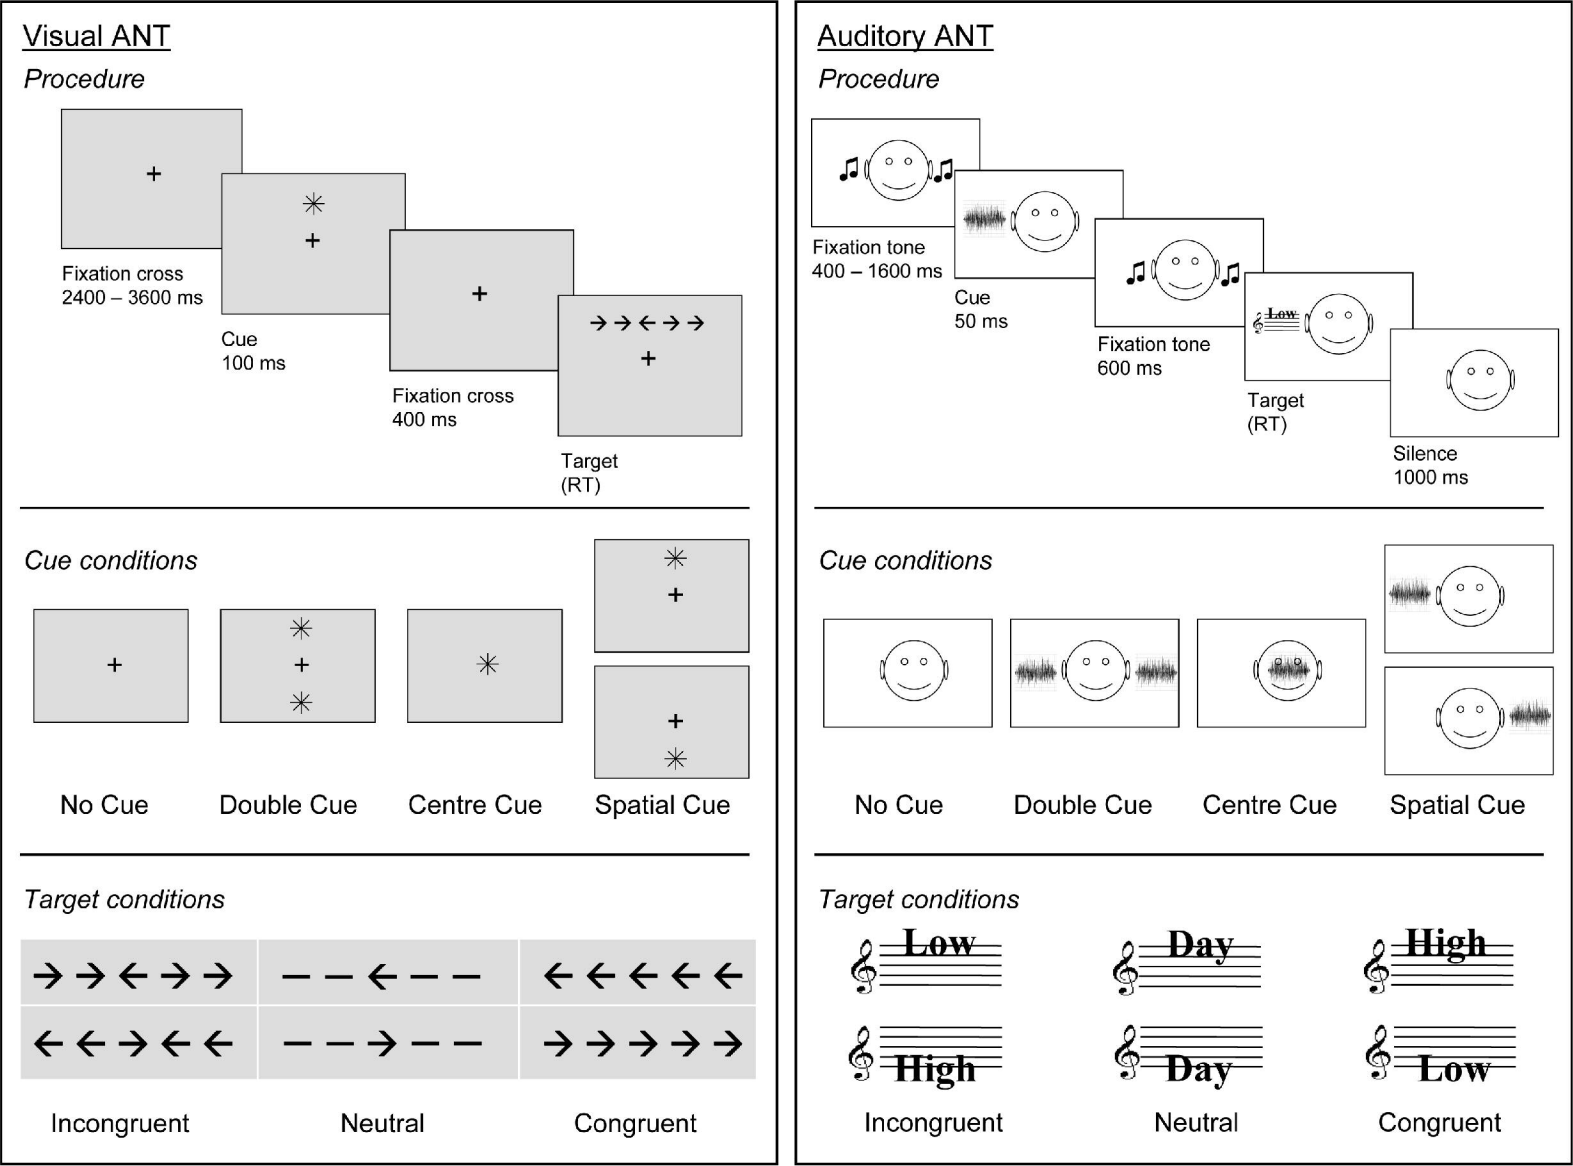 Visual ANT
Procedure
Fixation cross
2400 – 3600 ms
Cue
100 ms
Fixation cross
400 ms
Target
(RT)
Cue conditions
No Cue
Double Cue
Centre Cue
Spatial Cue
Target conditions
Incongruent
Neutral
Congruent
Auditory ANT
Procedure
Fixation tone
400 – 1600 ms
Cue
50 ms
Fixation tone
600 ms
Low
Target
(RT)
Silence
1000 ms
Cue conditions
No Cue
Double Cue
Centre Cue
Spatial Cue
Target conditions
Low
Day
High
High
Day
Low
Incongruent
Neutral
Congruent